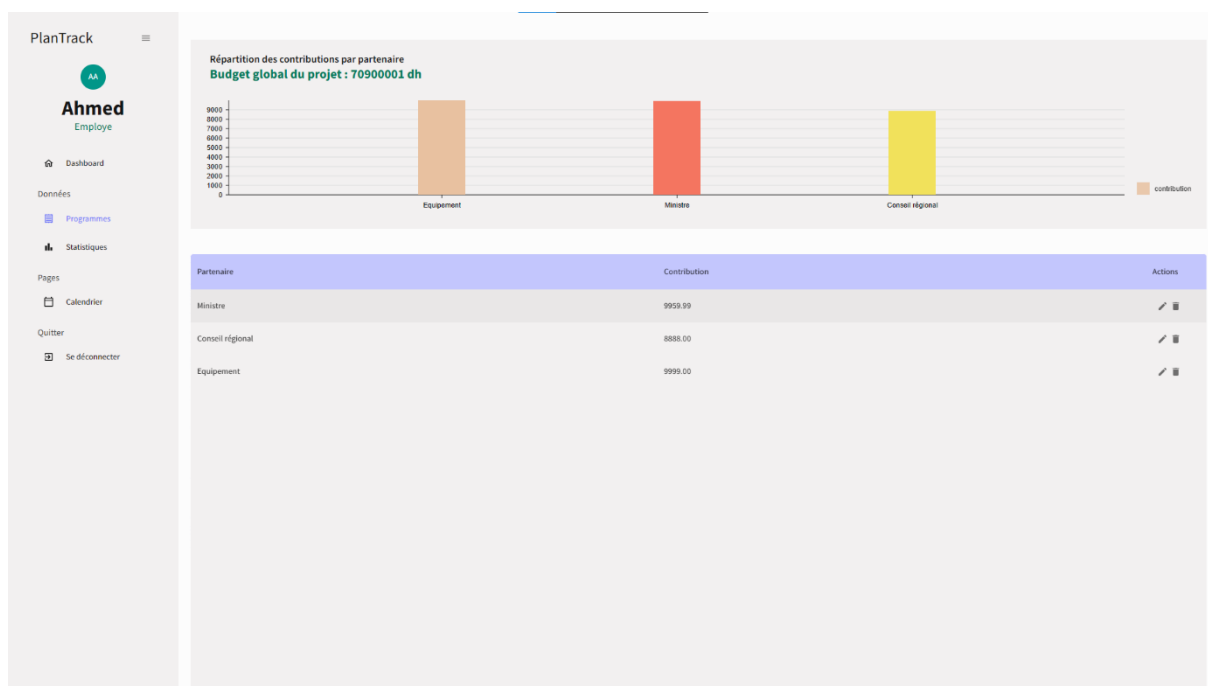 PlanTrack
AA
Ahmed
Employe
Dashboard
Données
Programmes
Statistiques
Pages
Calendrier
Quitter
Se déconnecter
Répartition des contributions par partenaire
Budget global du projet : 70900001 dh
9000
8000
7000
6000
5000
4000
3000
2000
1000
0
Equipement Ministre Conseil régional
contribution
Partenaire Contribution Actions
Ministre 9959.99
Conseil régional 8888.00
Equipement 9999.00